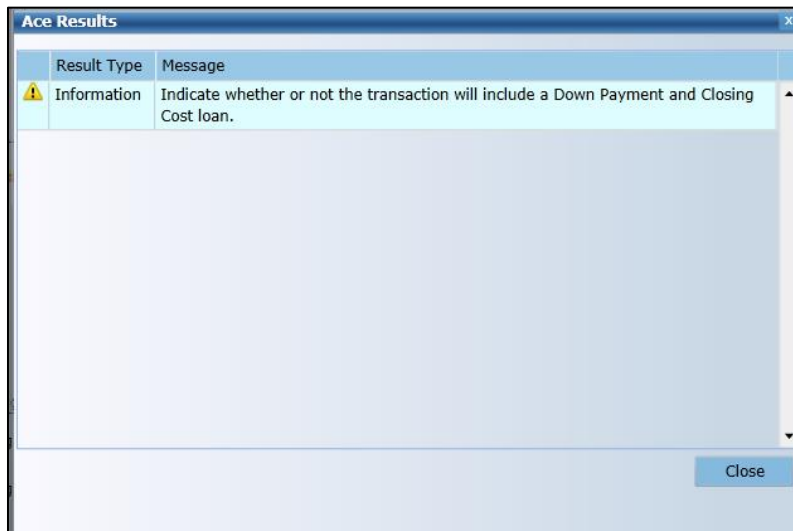 Ace Results
x
Result Type Message
Information Indicate whether or not the transaction will include a Down Payment and Closing
Cost loan.
Close